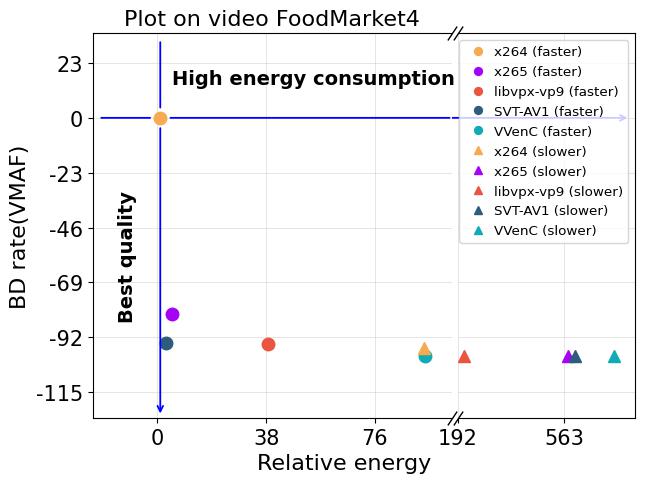 Plot on video FoodMarket4
BD rate(VMAF)
23
0
-23
-46
-69
-92
-115
High energy consumption
Best quality
x264 (faster)
x265 (faster)
libvpx-vp9 (faster)
SVT-AV1 (faster)
VVenC (faster)
x264 (slower)
x265 (slower)
libvpx-vp9 (slower)
SVT-AV1 (slower)
VVenC (slower)
0 38 76 192 563
Relative energy